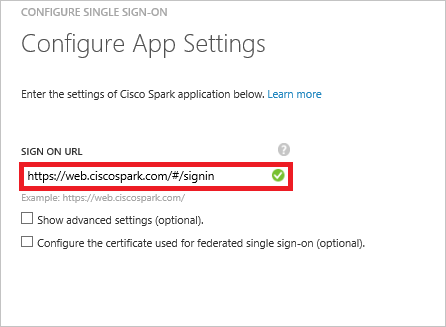 CONFIGURE SINGLE SIGN-ON
Configure App Settings
Enter the settings of Cisco Spark application below. Learn more
SIGN ON URL
?
https://web.ciscospark.com/#/signin
Example: https://web.ciscospark.com/
Show advanced settings (optional).
Configure the certificate used for federated single sign-on (optional).